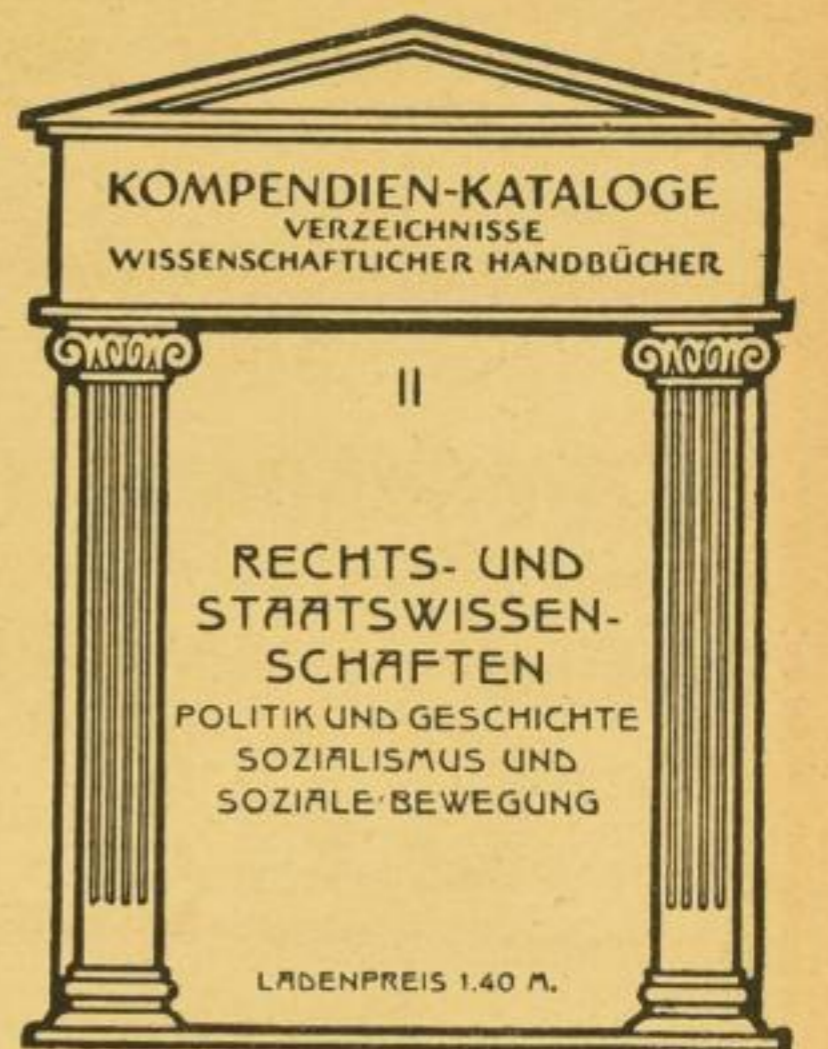 KOMPENDIEN-KATALOGE
VERZEICHNISSE
WISSENSCHAFTLICHER HANDBÜCHER
II
RECHTS- UND
STAATSWISSEN-
SCHAFTEN
POLITIK UND GESCHICHTE
SOZIALISMUS UND
SOZIALE BEWEGUNG
LADENPREIS 1.40 M.